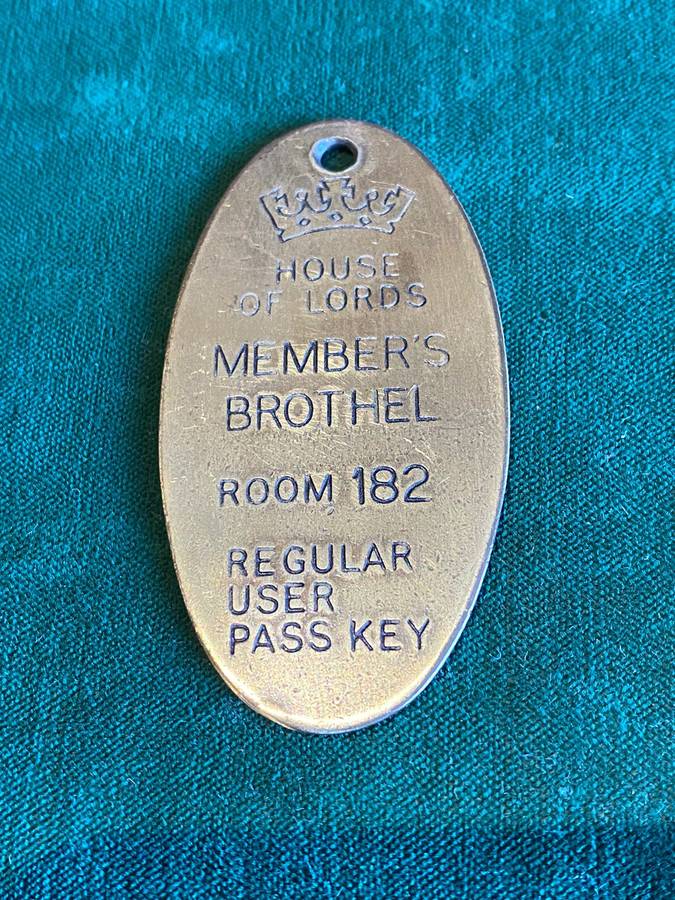 HOUSE
OF LORDS
MEMBER'S
BROTHEL
ROOM 182
REGULAR
USER
PASS KEY